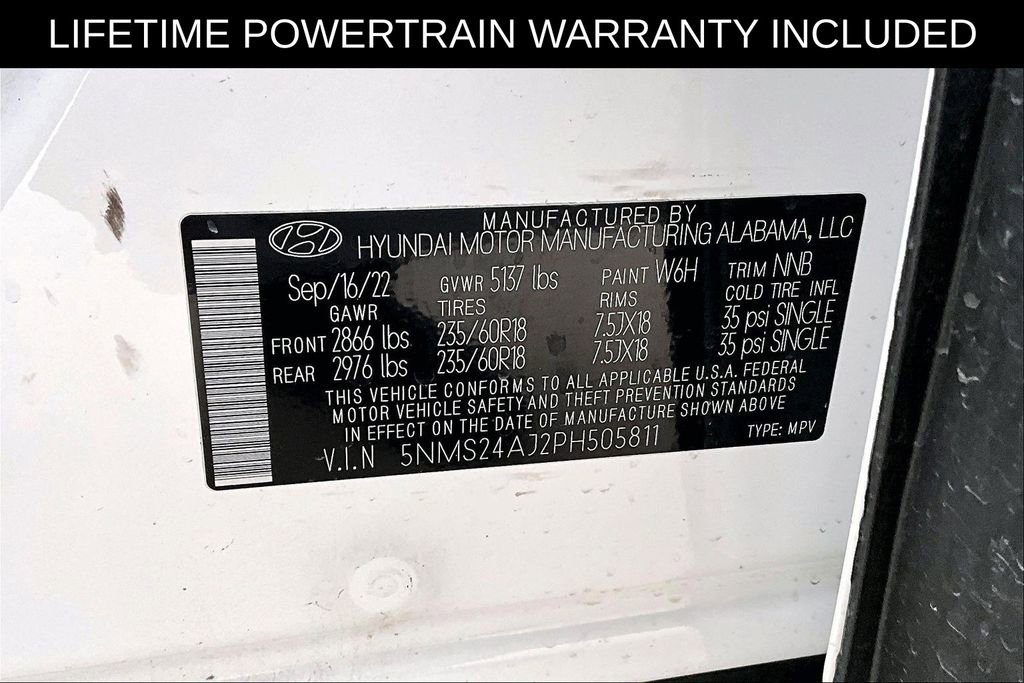 LIFETIME POWERTRAIN WARRANTY INCLUDED
MANUFACTURED BY
HYUNDAI MOTOR MANUFACTURING ALABAMA, LLC
Sep/16/22 GVWR 5137 lbs PAINT W6H TRIM NNB
GAWR TIRES RIMS COLD TIRE INFL
FRONT 2866 lbs 235/60R18 7.5JX18 35 psi SINGLE
REAR 2976 lbs 235/60R18 7.5JX18 35 psi SINGLE
THIS VEHICLE CONFORMS TO ALL APPLICABLE U.S.A. FEDERAL
MOTOR VEHICLE SAFETY AND THEFT PREVENTION STANDARDS
IN EFFECT ON THE DATE OF MANUFACTURE SHOWN ABOVE
V.I.N 5NMS24AJ2PH505811 TYPE: MPV